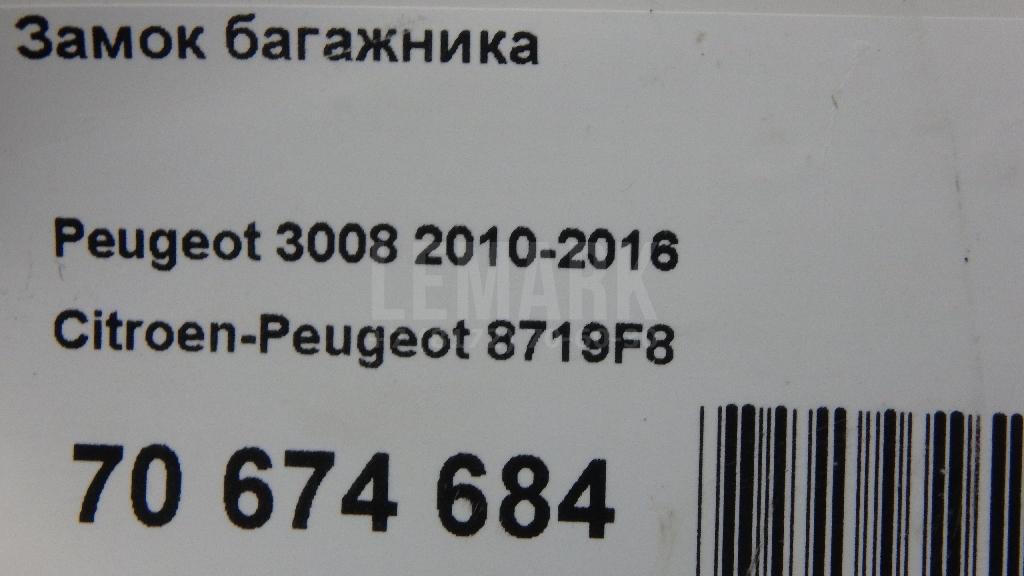 Замок багажника
Peugeot 3008 2010-2016
LEMARK
Citroen-Peugeot 8719F8
70 674 684